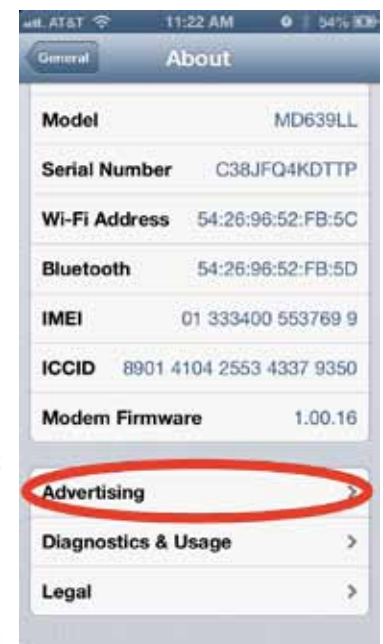 AT&T 11:22 AM 54%
General About
Model MD639LL
Serial Number C38JFQ4KDTTP
Wi-Fi Address 54:26:96:52:FB:5C
Bluetooth 54:26:96:52:FB:5D
IMEI 01 333400 553769 9
ICCID 8901 4104 2553 4337 9350
Modem Firmware 1.00.16
Advertising
Diagnostics & Usage
Legal